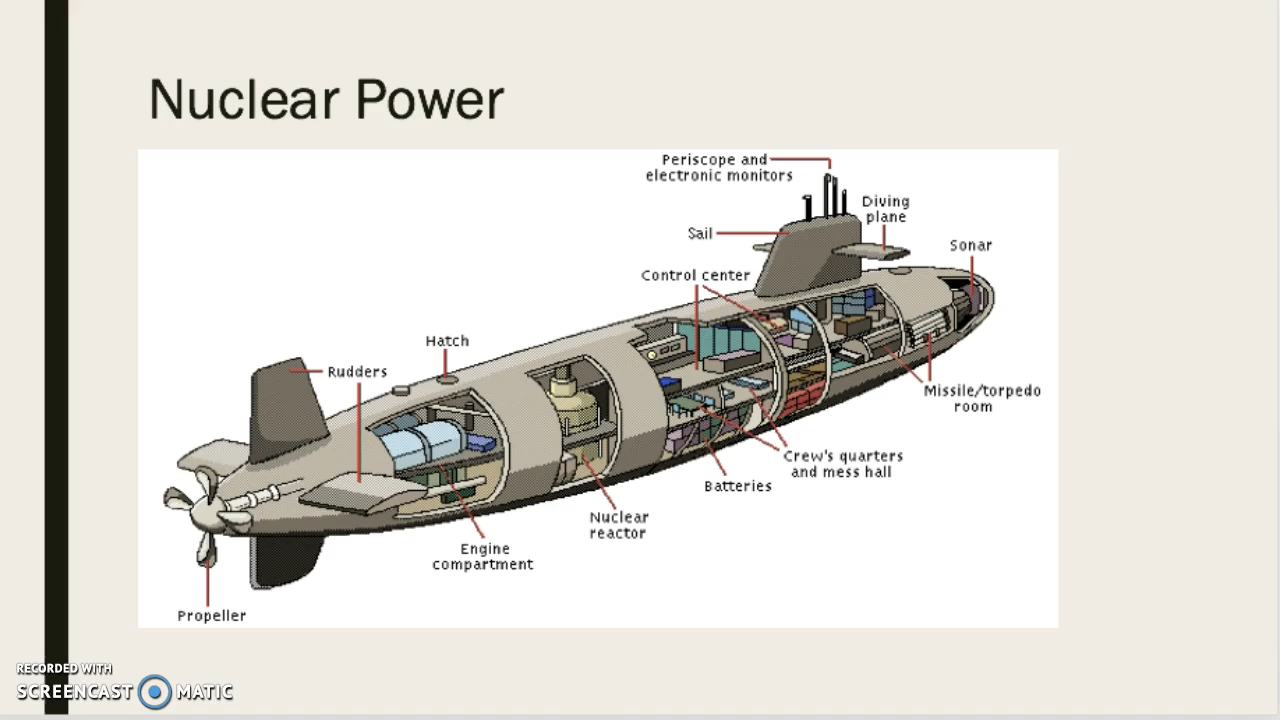 Nuclear Power
Periscope and
electronic monitors
Diving
plane
Sail
Sonar
Control center
Hatch
Rudders
Missile/torpedo
room
Crew's quarters
and mess hall
Batteries
Nuclear
reactor
Engine
compartment
Propeller
RECORDED WITH
SCREENCAST MATIC